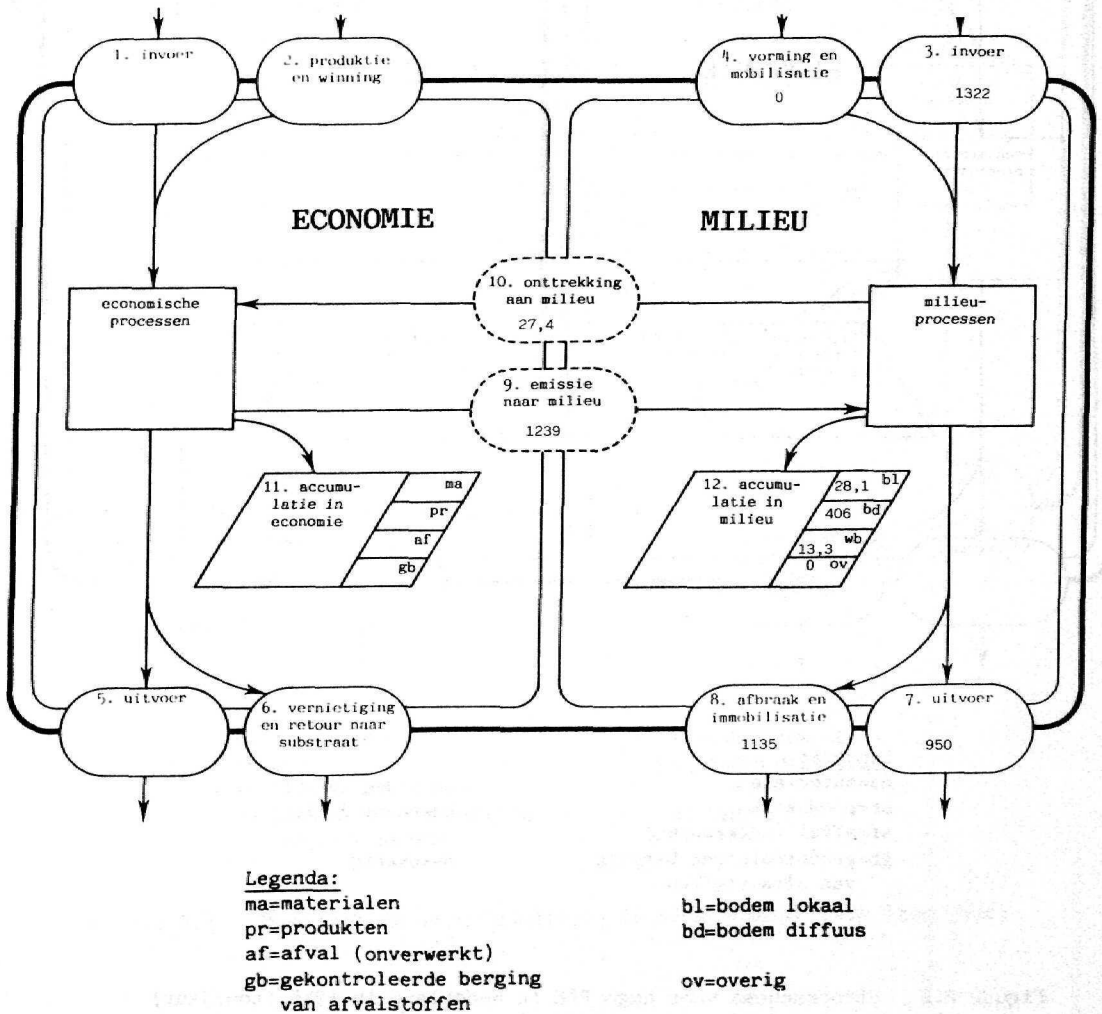 1. invoer
2. produktie
en winning
4. vorming en
mobilisatie
0
3. invoer
1322
ECONOMIE
MILIEU
economische
processen
10. onttrekking
aan milieu
27,4
milieu-
processen
9. emissie
naar milieu
1239
11. accumu-
latie in
economie
ma
pr
af
gb
12. accumu-
latie in
milieu
28,1 bl
406 bd
13,3 wb
0 ov
5. uitvoer
6. vernietiging
en retour naar
substraat
8. afbraak en
immobilisatie
1135
7. uitvoer
950
Legenda:
ma=materialen
pr=produkten
af=afval (onverwerkt)
gb=gekontroleerde berging
van afvalstoffen
bl=bodem lokaal
bd=bodem diffuus
ov=overig